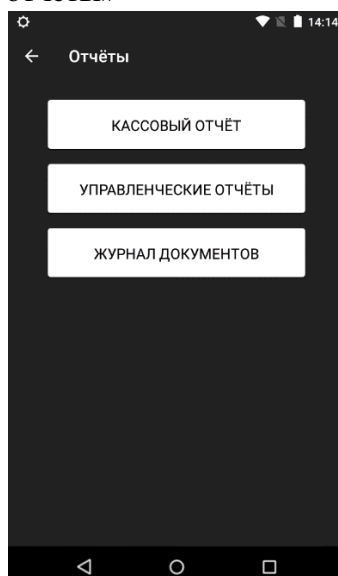 14:14
Отчёты
КАССОВЫЙ ОТЧЁТ
УПРАВЛЕНЧЕСКИЕ ОТЧЁТЫ
ЖУРНАЛ ДОКУМЕНТОВ